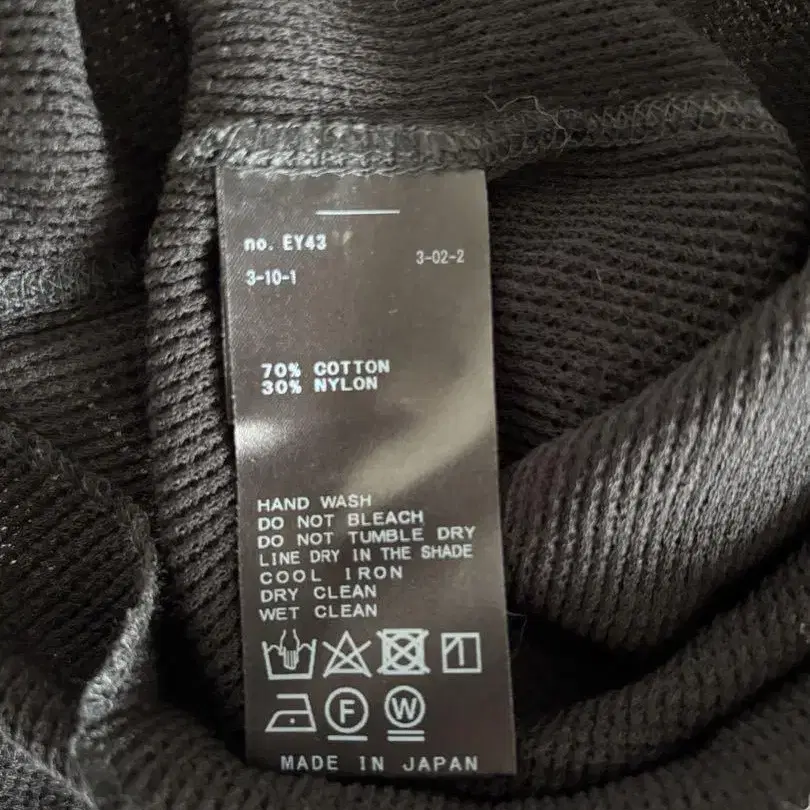 no. EY43
3-02-2
3-10-1
70% COTTON
30% NYLON
HAND WASH
DO NOT BLEACH
DO NOT TUMBLE DRY
LINE DRY IN THE SHADE
COOL IRON
DRY CLEAN
WET CLEAN
F W
MADE IN JAPAN